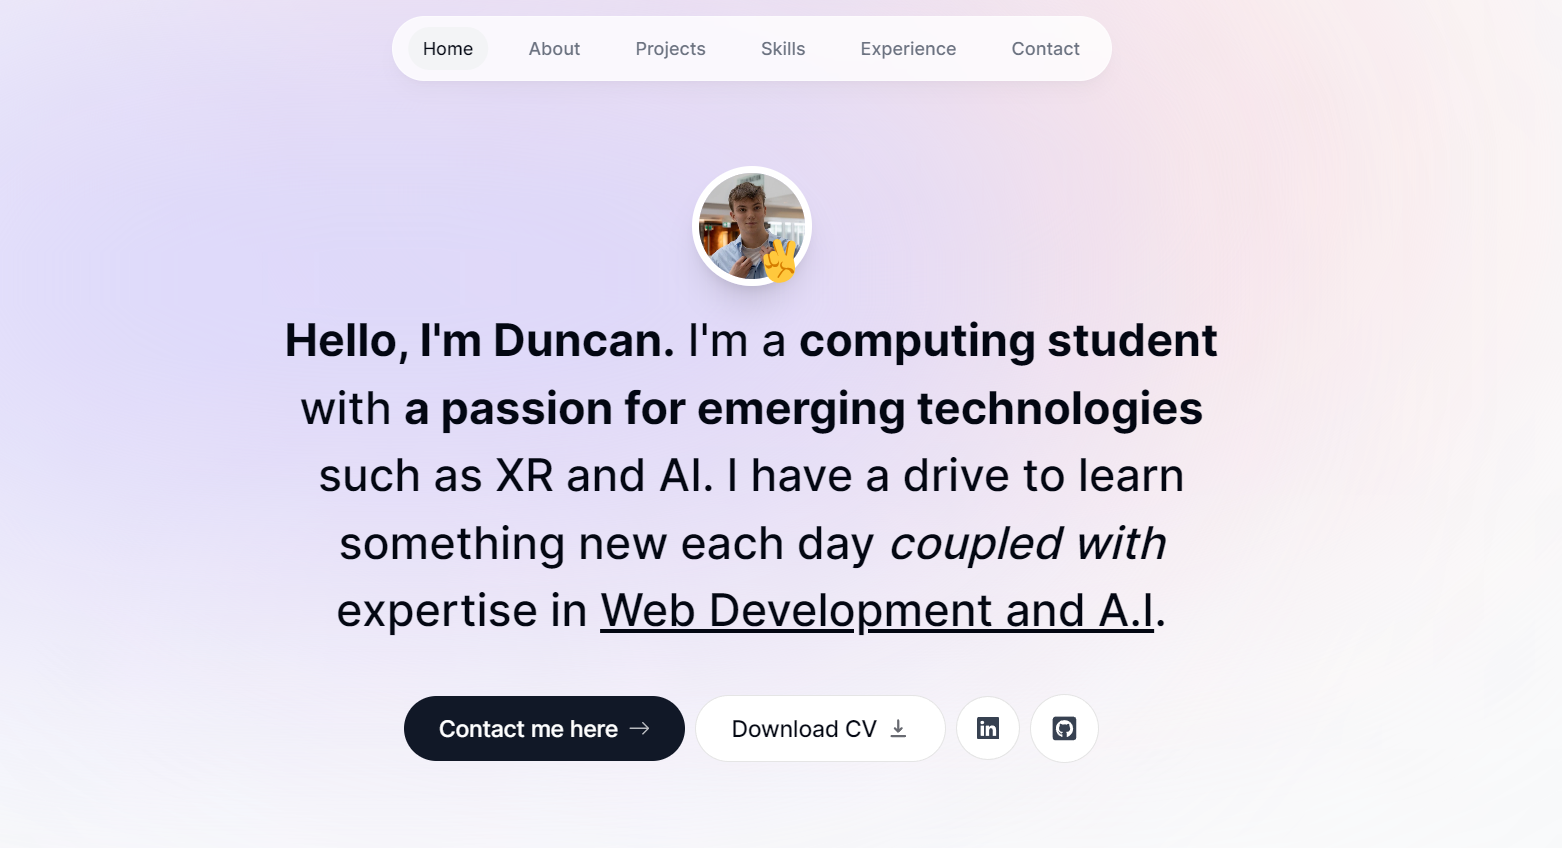 Home About Projects Skills Experience Contact
Hello, I'm Duncan. I'm a computing student
with a passion for emerging technologies
such as XR and AI. I have a drive to learn
something new each day coupled with
expertise in Web Development and A.I.
Contact me here Download CV in